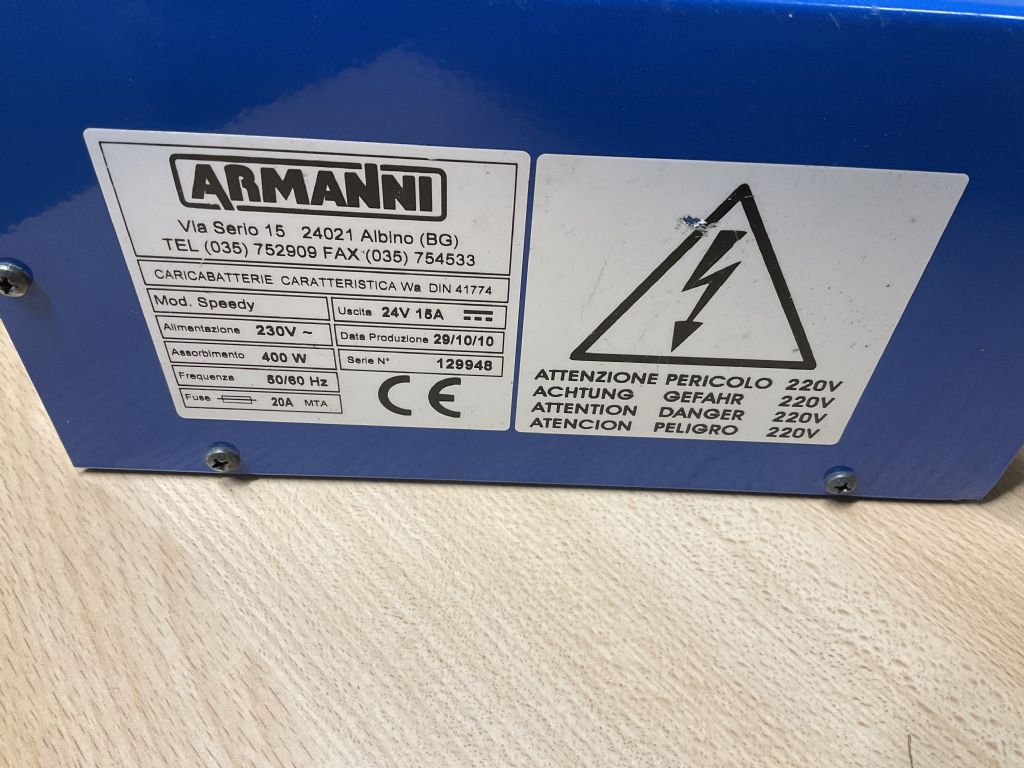 ARMANNI
Via Serio 15 24021 Albino (BG)
TEL (035) 752909 FAX (035) 754533
CARICABATTERIE CARATTERISTICA Wa DIN 41774
Mod. Speedy
Uscita 24V 15A
Alimentazione 230V ~
Data Produzione 29/10/10
Assorbimento 400 W
Serie N° 129948
Frequenza 50/60 Hz
Fuse 20A MTA
CE
ATTENZIONE PERICOLO 220V
ACHTUNG GEFAHR 220V
ATTENTION DANGER 220V
ATENCION PELIGRO 220V